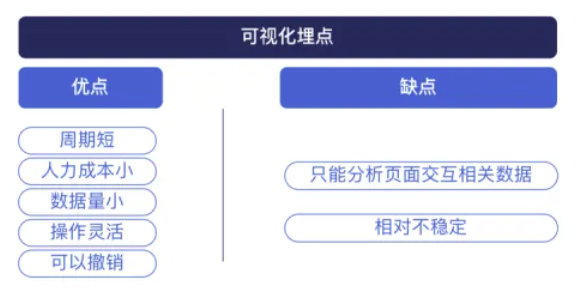 可视化埋点
优点
缺点
周期短
人力成本小
数据量小
操作灵活
可以撤销
只能分析页面交互相关数据
相对不稳定